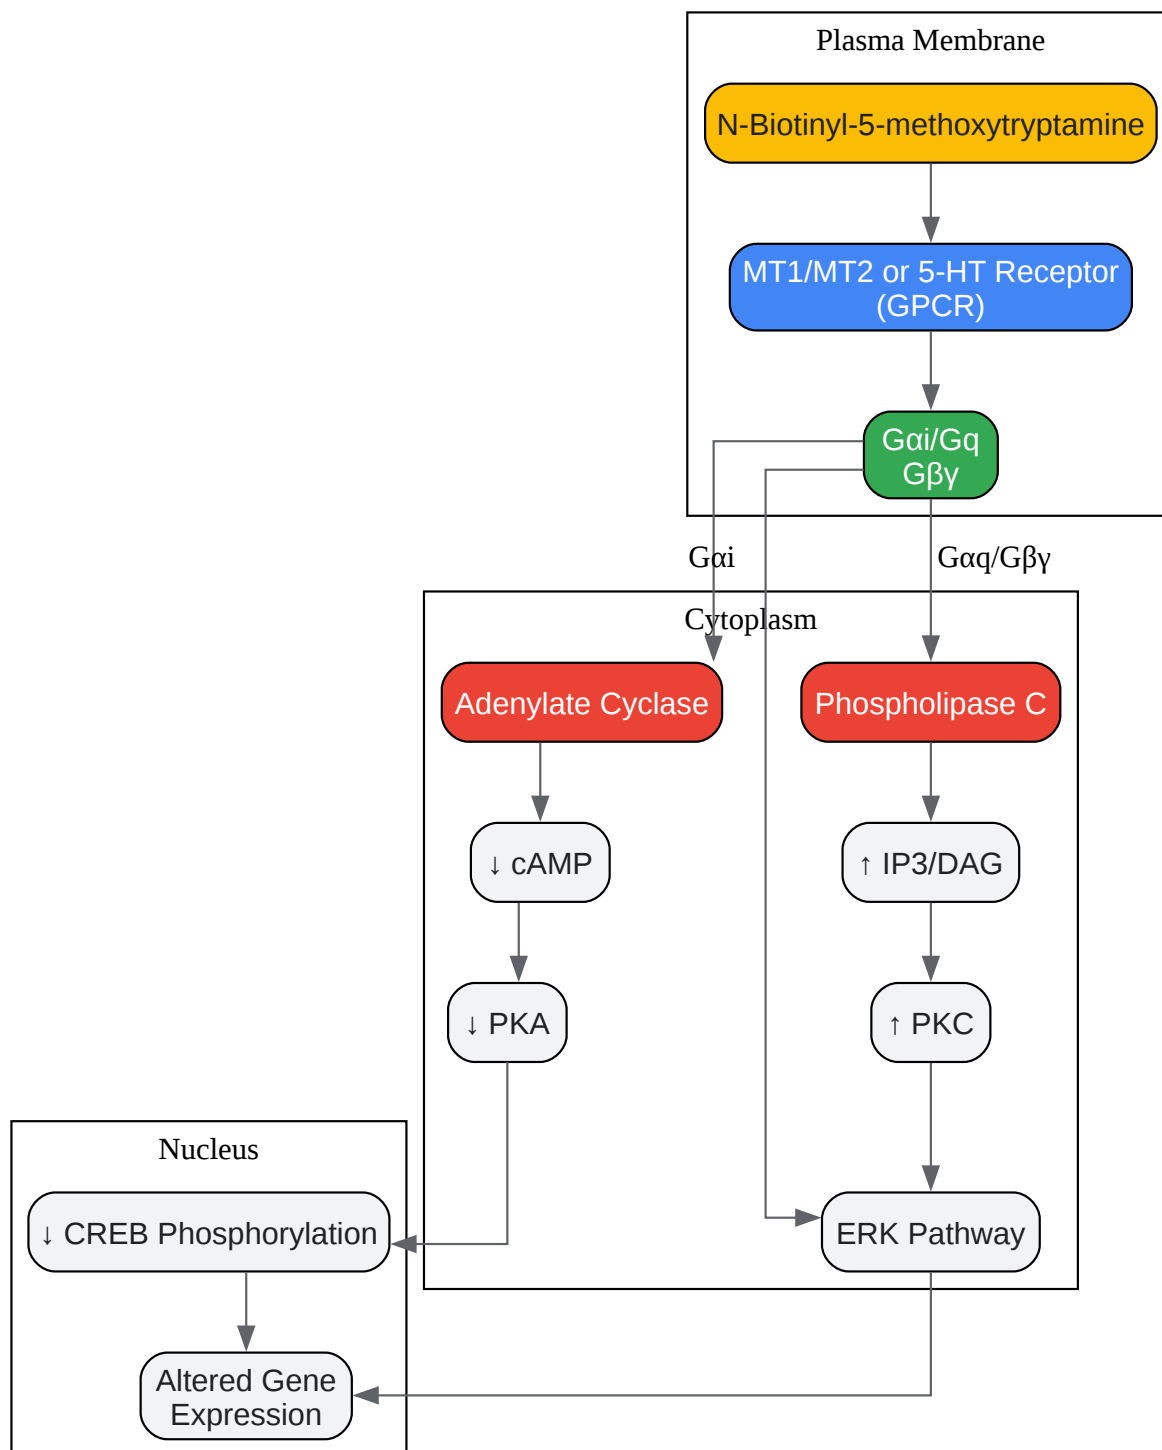 Plasma Membrane
N-Biotinyl-5-methoxytryptamine
MT1/MT2 or 5-HT Receptor
(GPCR)
Gαi/Gq
Gβγ
Gαi
Gαq/Gβγ
Cytoplasm
Adenylate Cyclase
Phospholipase C
↓ cAMP
↑ IP3/DAG
↓ PKA
↑ PKC
Nucleus
↓ CREB Phosphorylation
ERK Pathway
Altered Gene
Expression